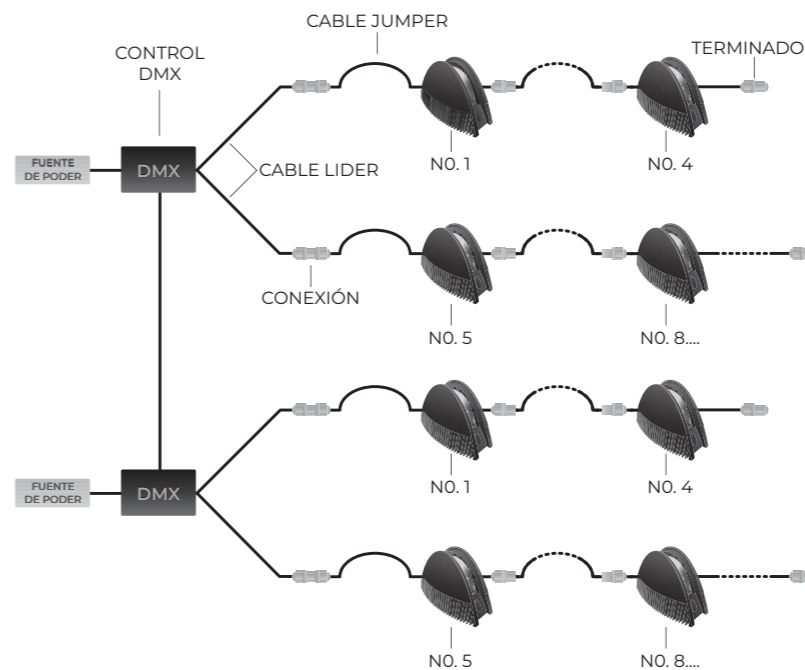 CABLE JUMPER
CONTROL
DMX
TERMINADO
FUENTE
DE PODER
DMX
CABLE LIDER
N0. 1
N0. 4
CONEXIÓN
N0. 5
N0. 8....
FUENTE
DE PODER
DMX
N0. 1
N0. 4
N0. 5
N0. 8....